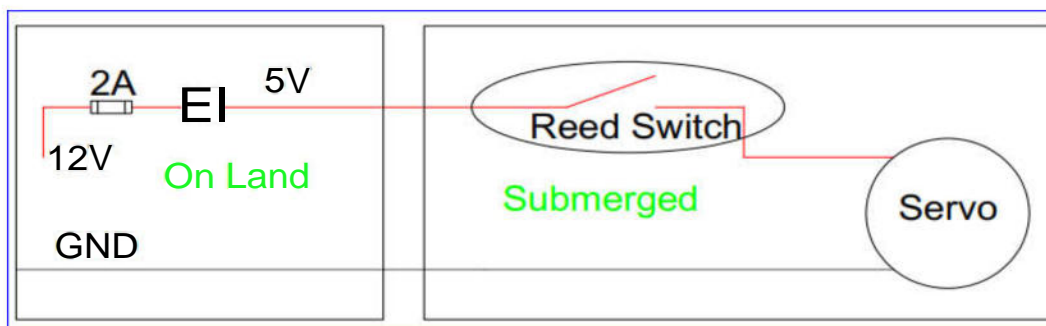 2A
EI
5V
12V
On Land
GND
Reed Switch
Submerged
Servo